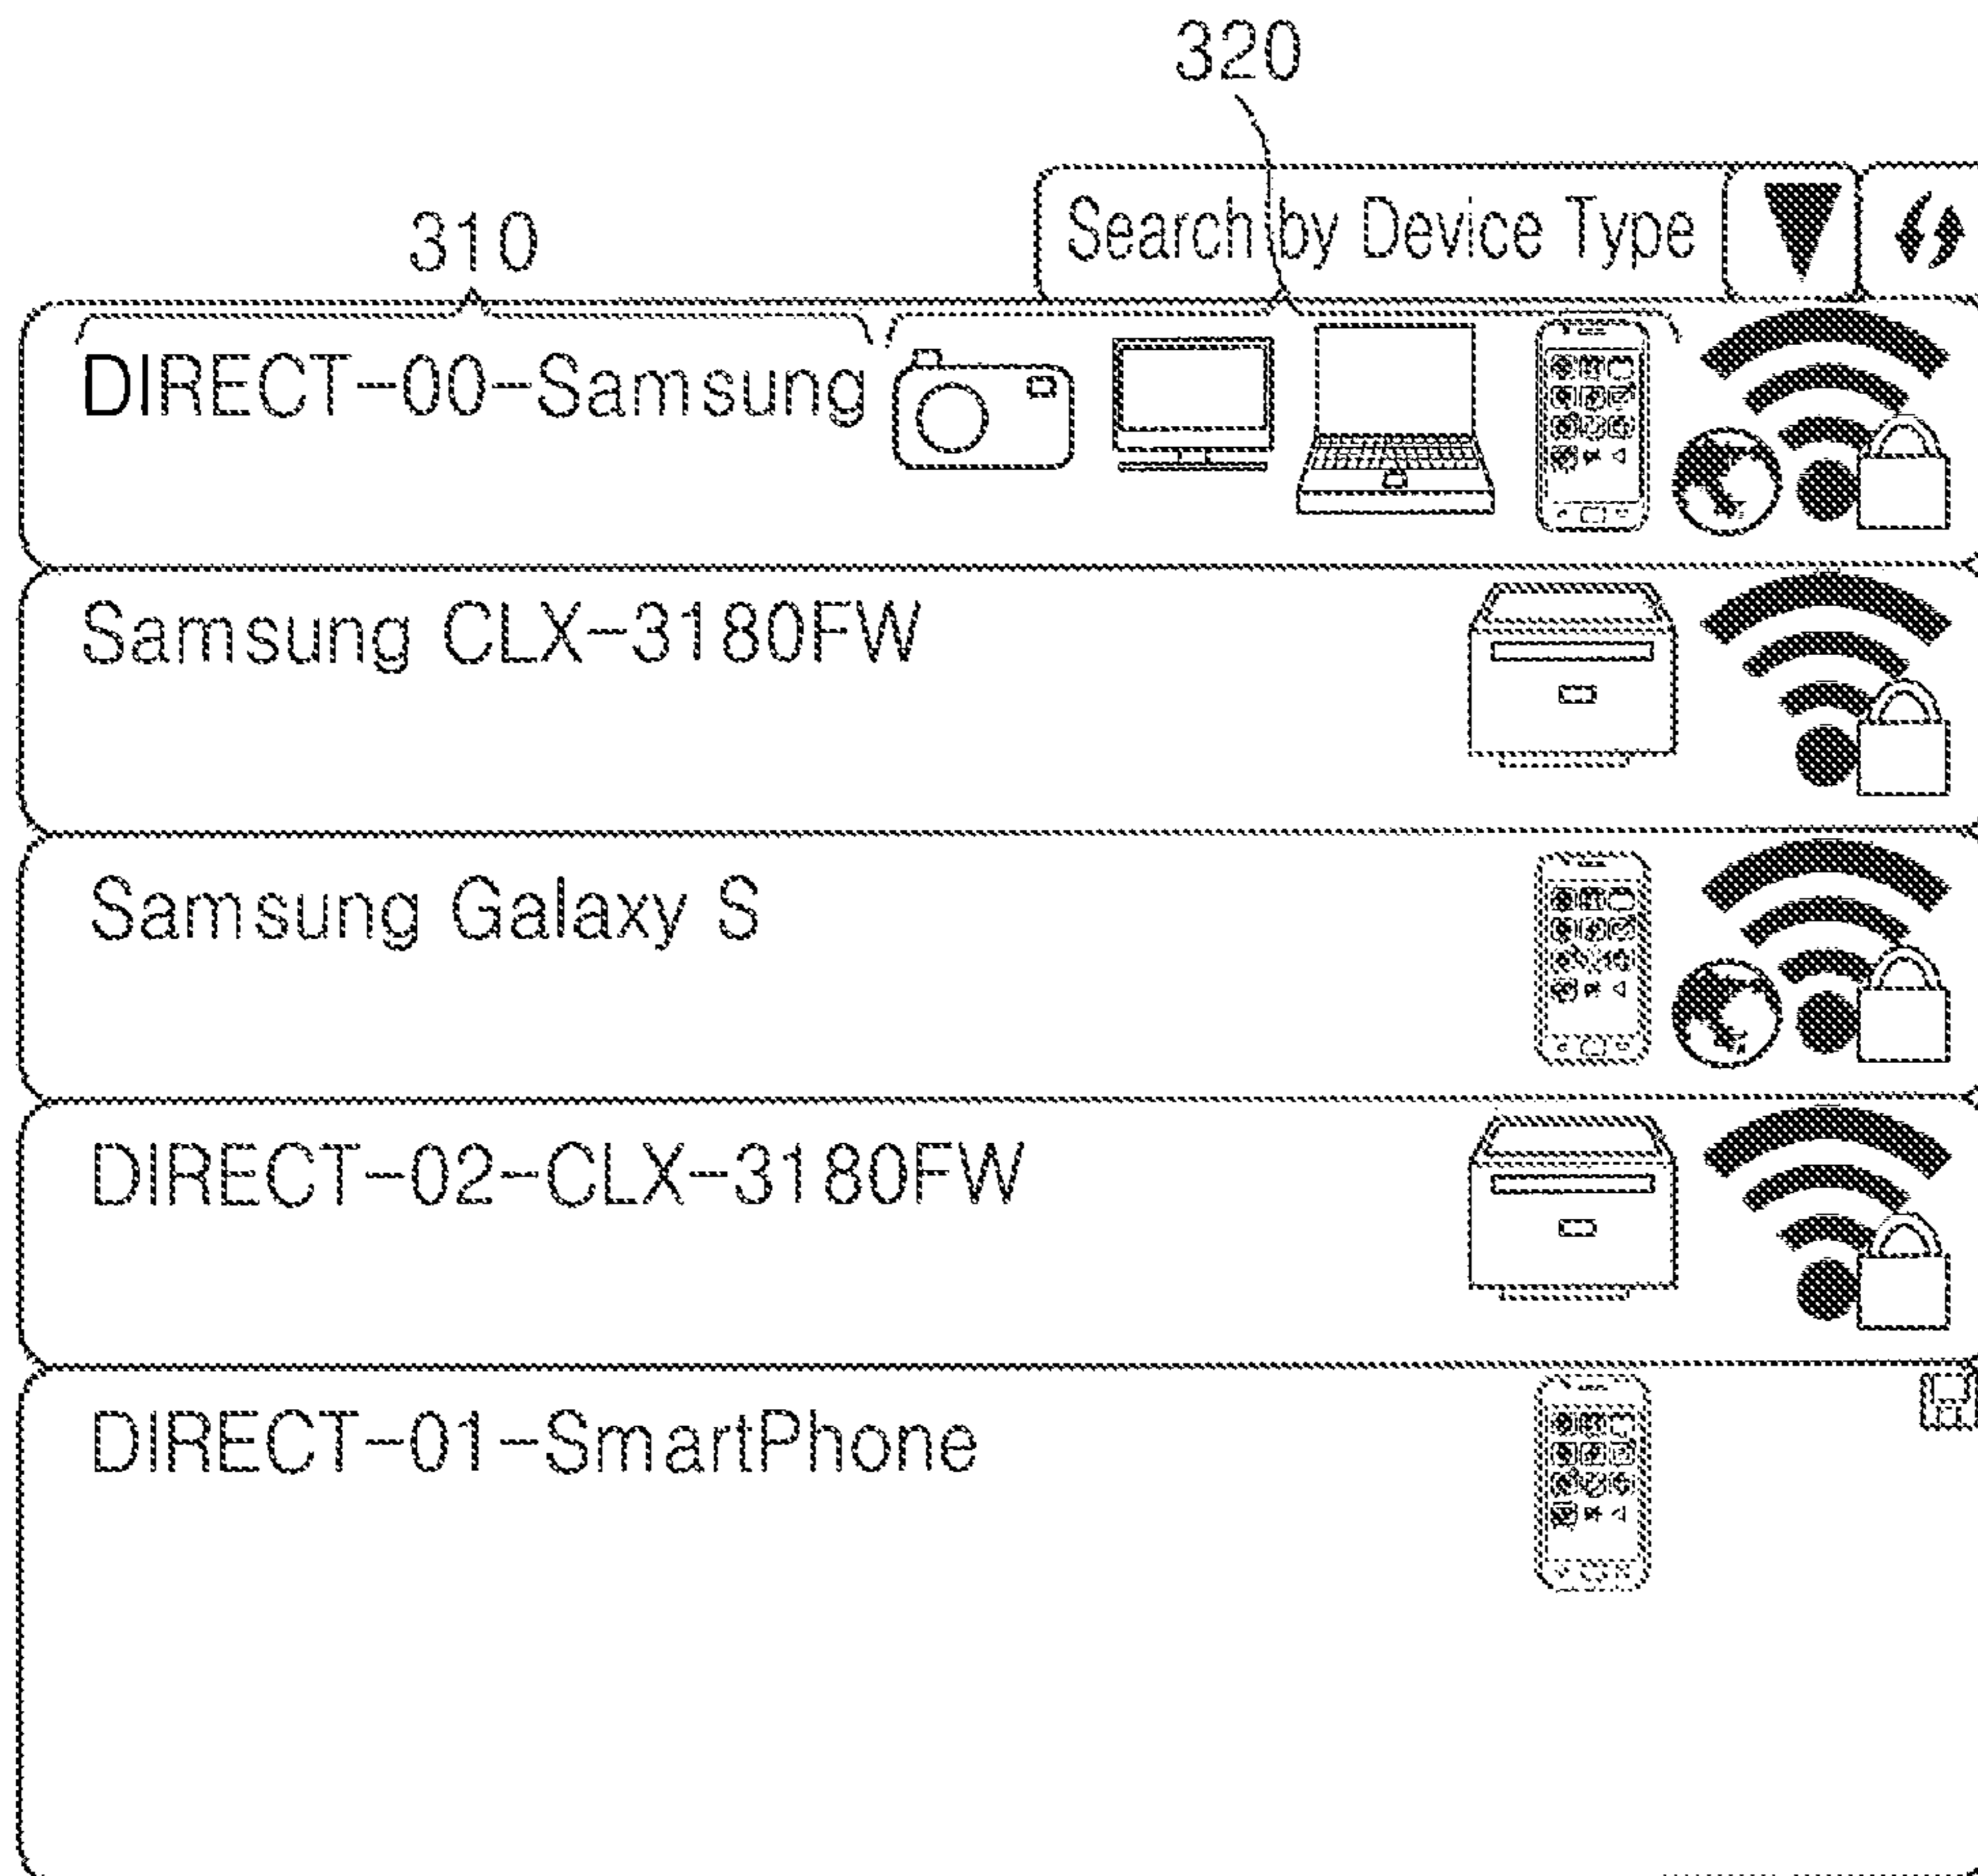 320
Search by Device Type
310
DIRECT-00-Samsung
Samsung CLX-3180FW
Samsung Galaxy S
DIRECT-02-CLX-3180FW
DIRECT-01-SmartPhone